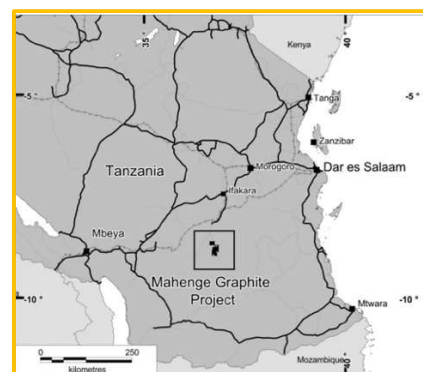 35°
40°
Kenya
-5°
-5°
Tanga
Zanzibar
Tanzania
Morogoro
Dar es Salaam
Ifakara
Mbeya
Mahenge Graphite
Project
-10°
-10°
Mtwara
0
250
kilometres
Mozambique
40°